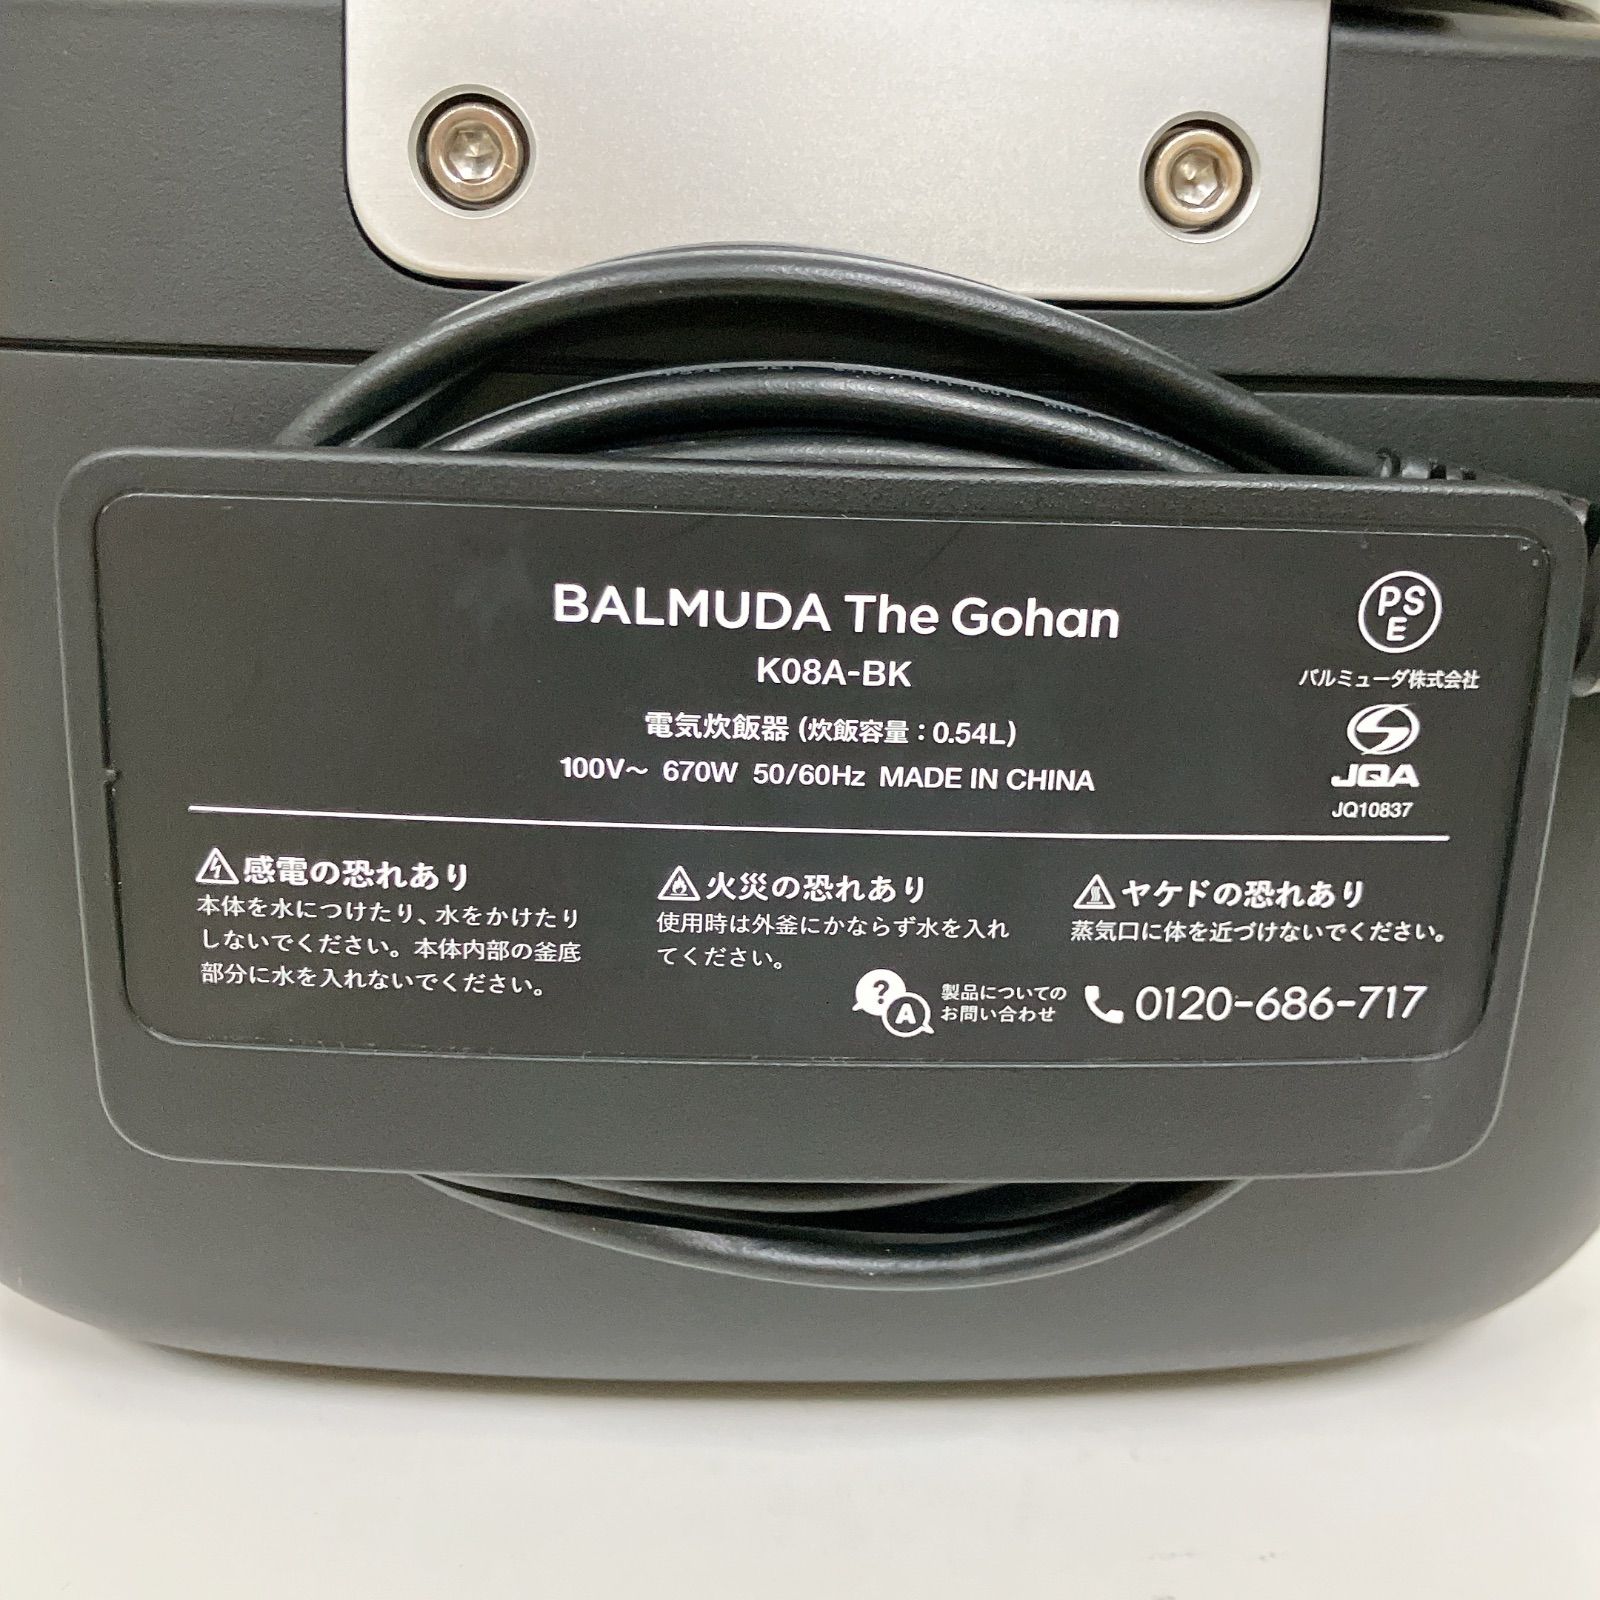 BALMUDA The Gohan
K08A-BK
電気炊飯器 (炊飯容量：0.54L)
100V～ 670W 50/60Hz MADE IN CHINA
PS
E
バルミューダ株式会社
JQA
JQ10837
感電の恐れあり
本体を水につけたり、水をかけたり
しないでください。本体内部の釜底
部分に水を入れないでください。
火災の恐れあり
使用時は外釜にかならず水を入れ
てください。
ヤケドの恐れあり
蒸気口に体を近づけないでください。
? A
製品についての
お問い合わせ
0120-686-717